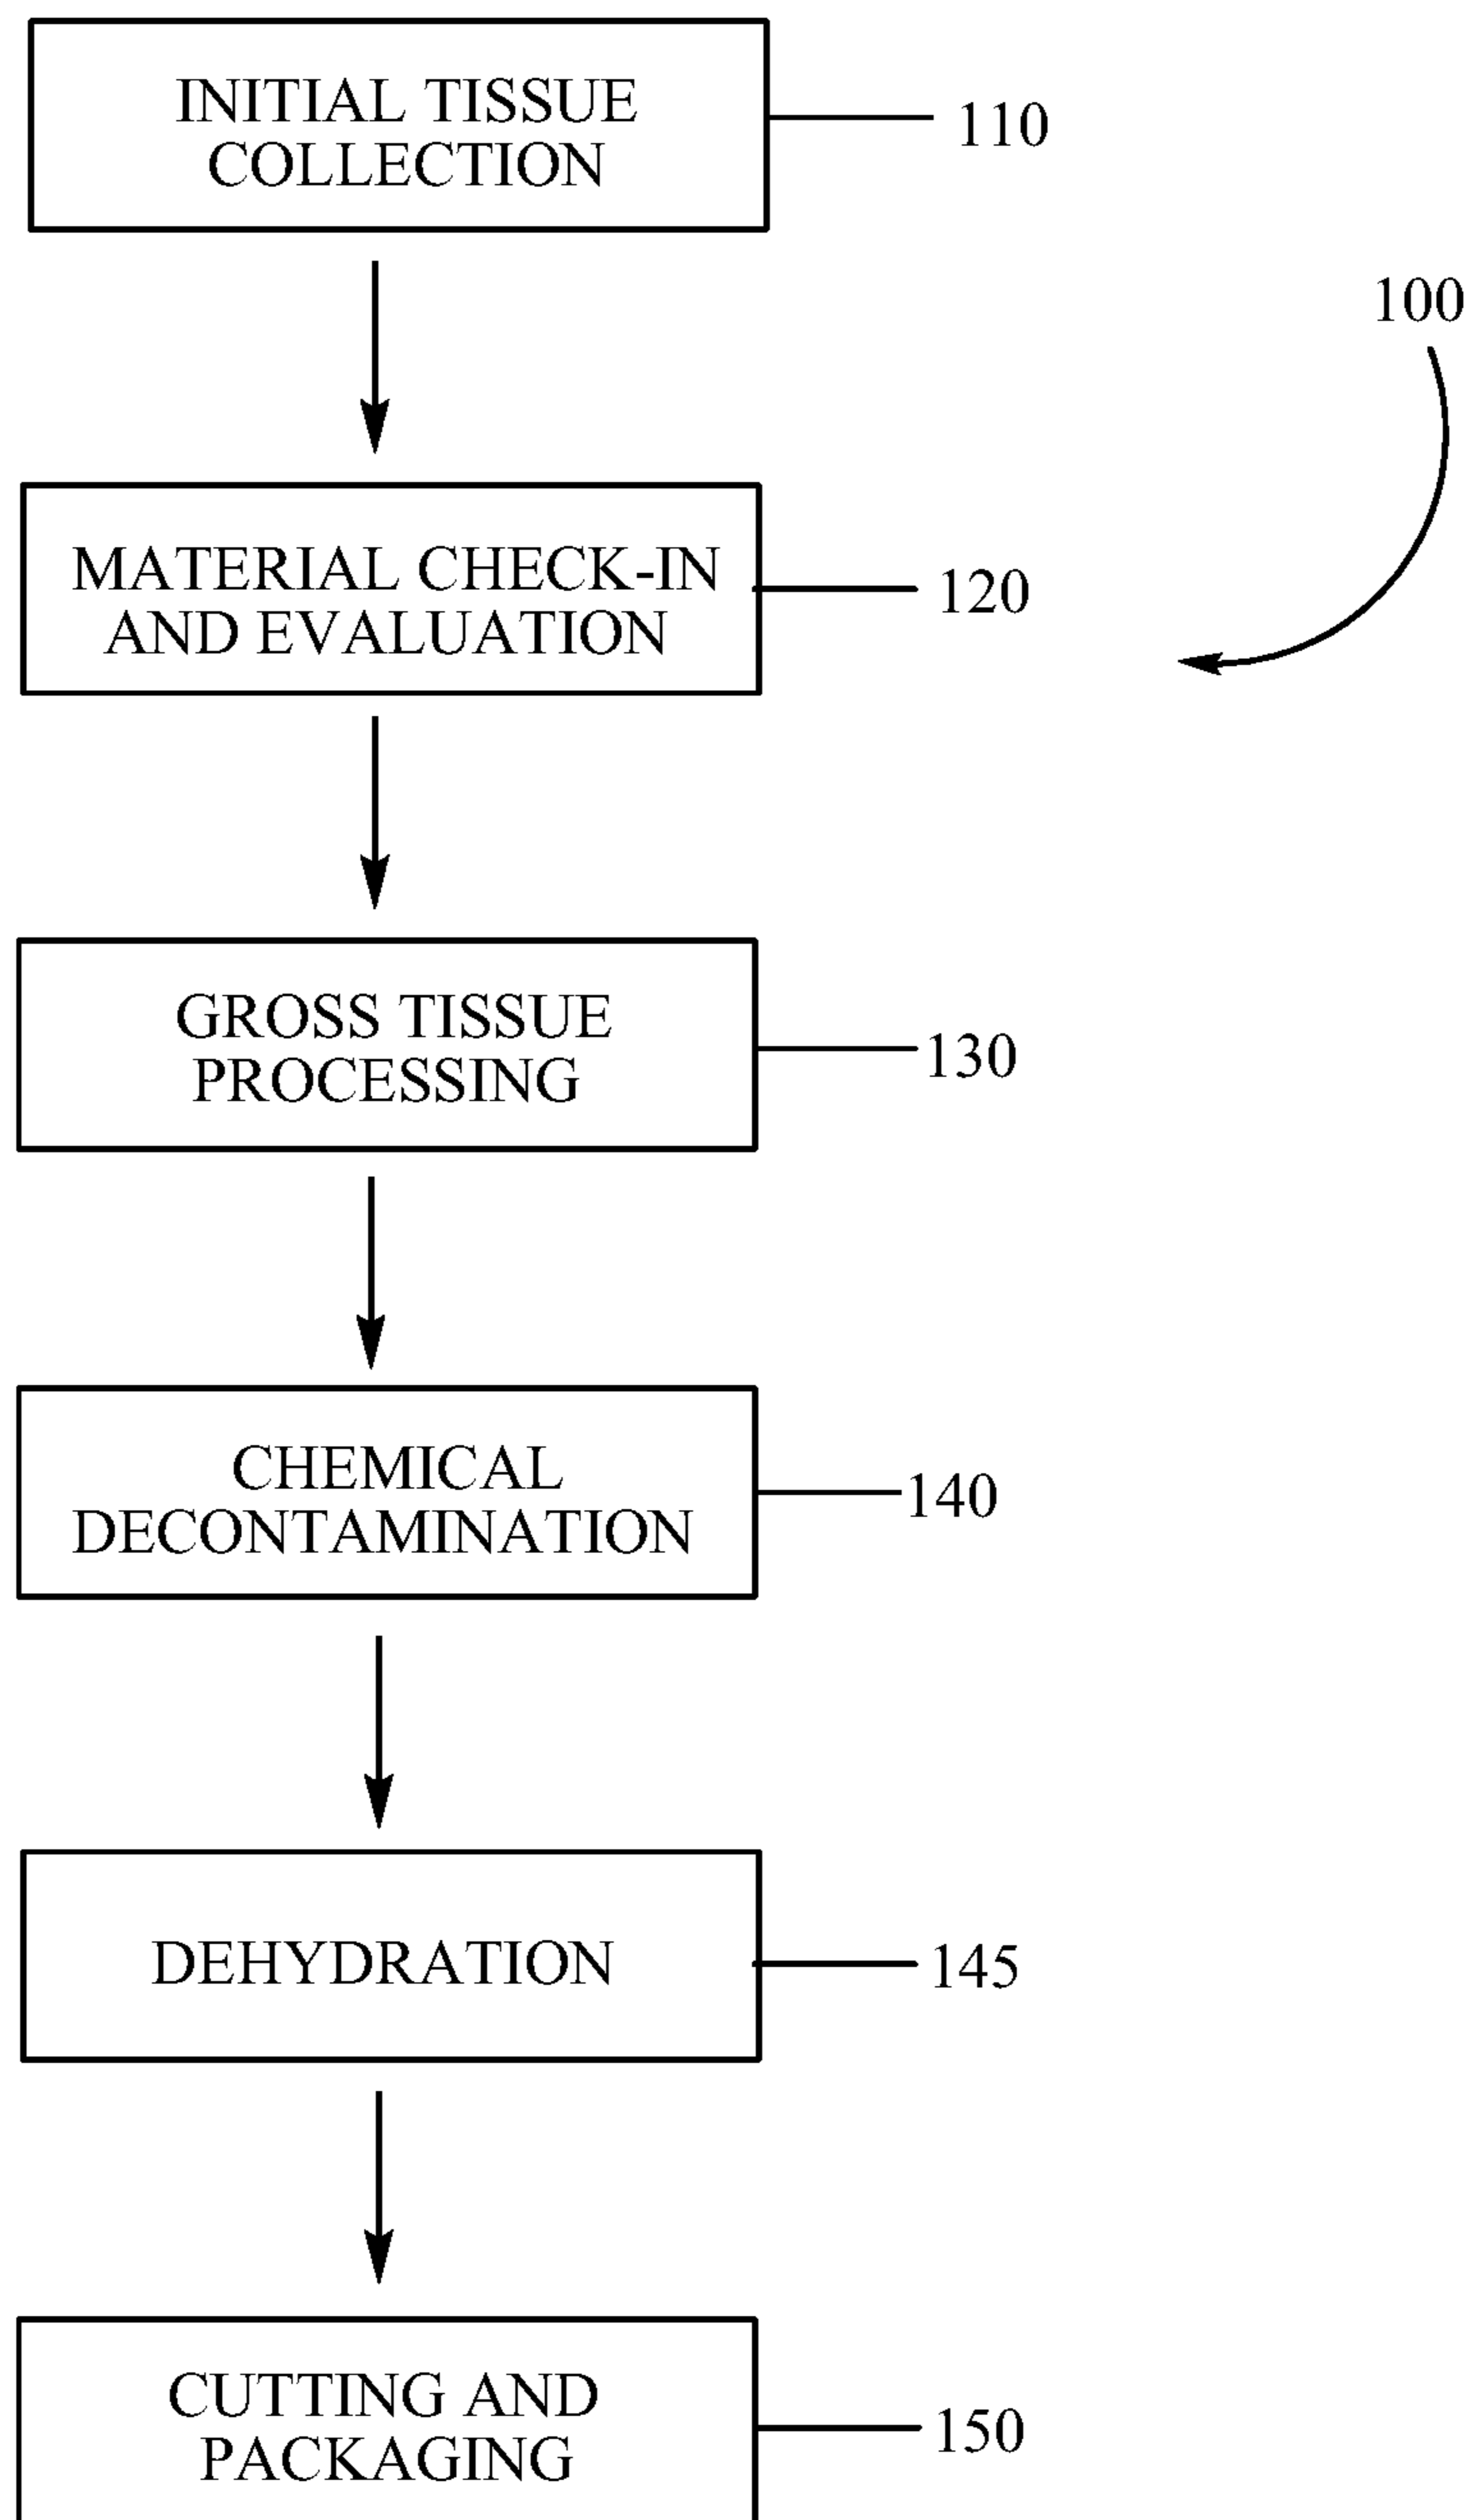 INITIAL TISSUE
COLLECTION
110
100
MATERIAL CHECK-IN
AND EVALUATION
120
GROSS TISSUE
PROCESSING
130
CHEMICAL
DECONTAMINATION
140
DEHYDRATION
145
CUTTING AND
PACKAGING
150